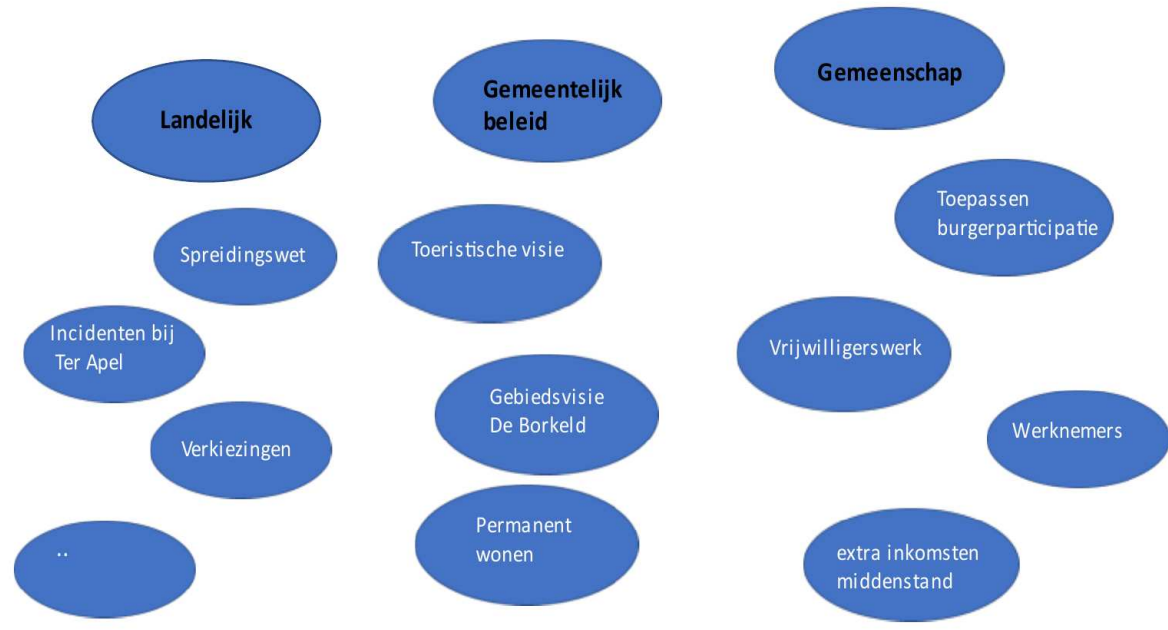 Landelijk
Spreidingswet
Incidenten bij
Ter Apel
Verkiezingen
..
Gemeentelijk
beleid
Toeristische visie
Gebiedsvisie
De Borkeld
Permanent
wonen
Gemeenschap
Toepassen
burgerparticipatie
Vrijwilligerswerk
Werknemers
extra inkomsten
middenstand